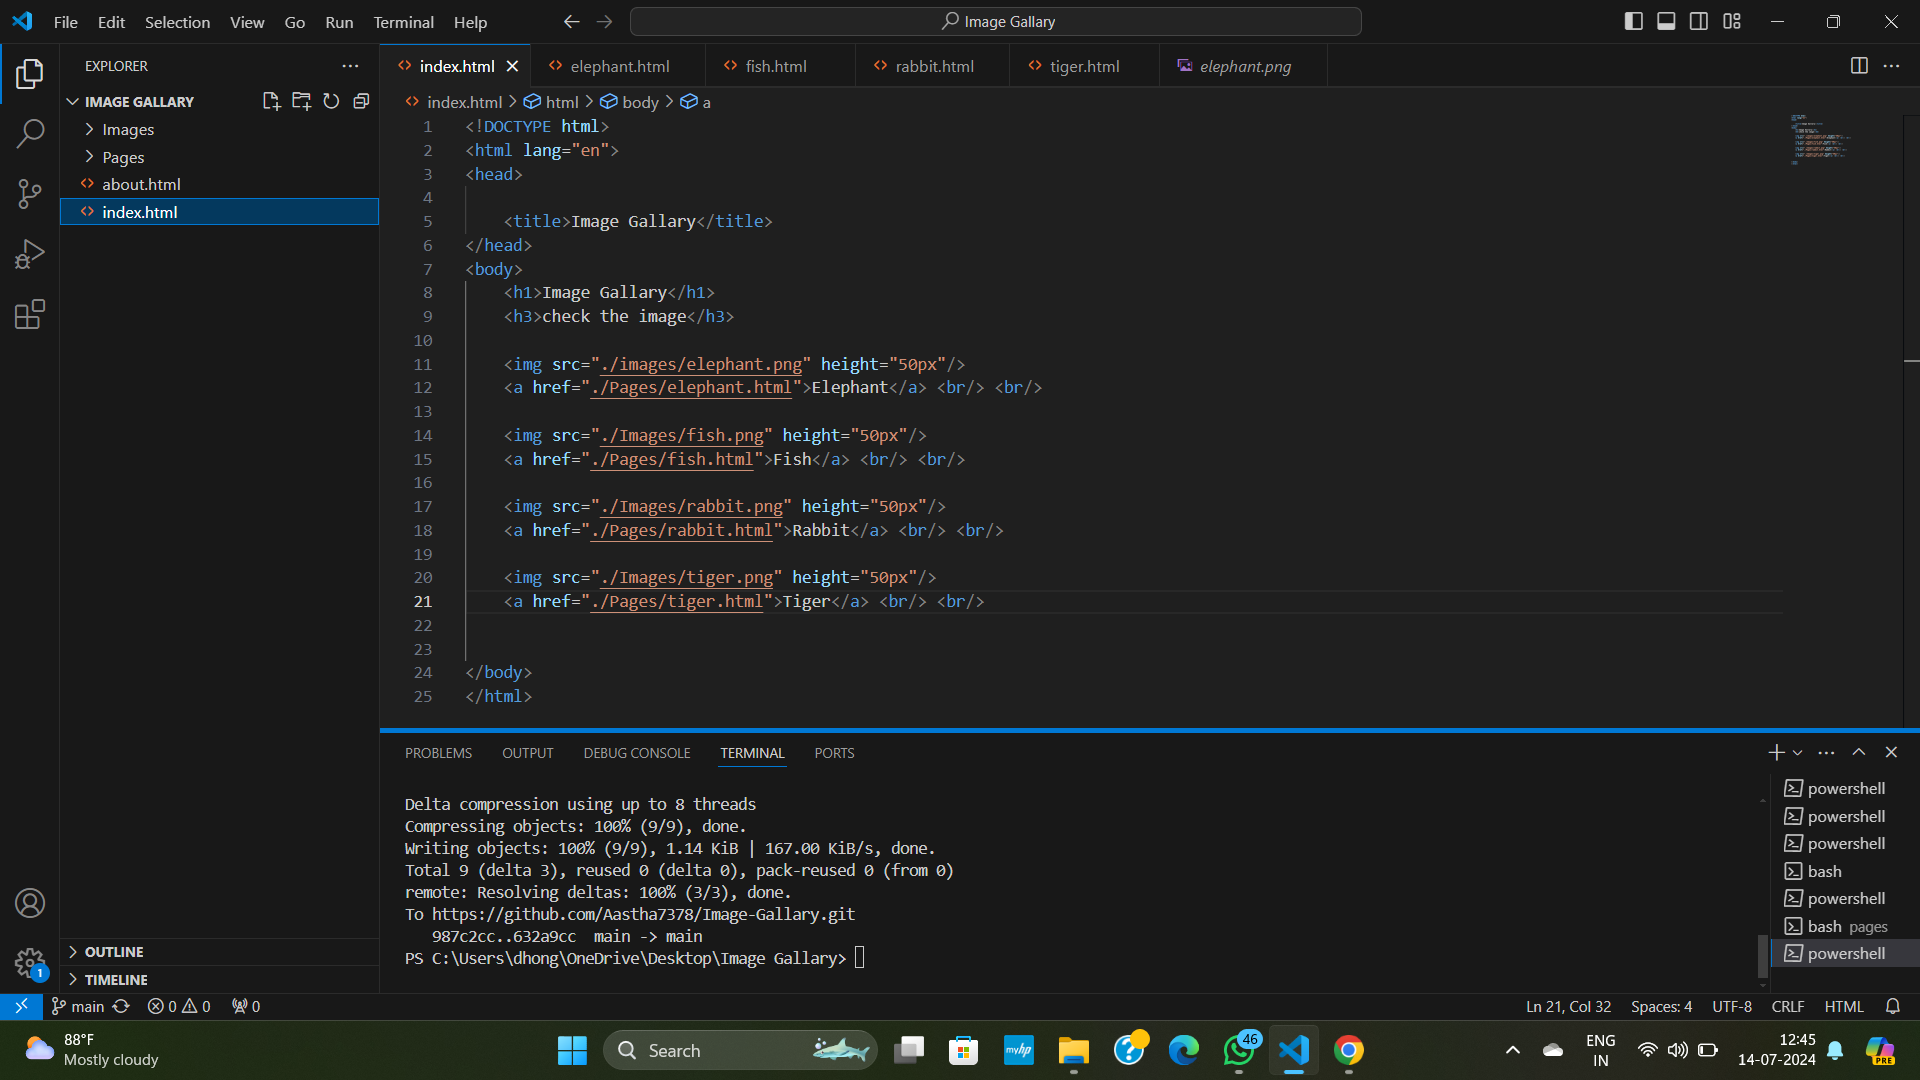 File Edit Selection View Go Run Terminal Help
Image Gallary
EXPLORER
IMAGE GALLARY
Images
Pages
about.html
index.html
OUTLINE
TIMELINE
index.html elephant.html fish.html rabbit.html tiger.html elephant.png
index.html > html > body > a
1 <!DOCTYPE html>
2 <html lang="en">
3 <head>
4
5 <title>Image Gallary</title>
6 </head>
7 <body>
8 <h1>Image Gallary</h1>
9 <h3>check the image</h3>
10
11 <img src="./images/elephant.png" height="50px"/>
12 <a href="./Pages/elephant.html">Elephant</a> <br/> <br/>
13
14 <img src="./Images/fish.png" height="50px"/>
15 <a href="./Pages/fish.html">Fish</a> <br/> <br/>
16
17 <img src="./Images/rabbit.png" height="50px"/>
18 <a href="./Pages/rabbit.html">Rabbit</a> <br/> <br/>
19
20 <img src="./Images/tiger.png" height="50px"/>
21 <a href="./Pages/tiger.html">Tiger</a> <br/> <br/>
22
23
24 </body>
25 </html>
PROBLEMS OUTPUT DEBUG CONSOLE TERMINAL PORTS
Delta compression using up to 8 threads
Compressing objects: 100% (9/9), done.
Writing objects: 100% (9/9), 1.14 KiB | 167.00 KiB/s, done.
Total 9 (delta 3), reused 0 (delta 0), pack-reused 0 (from 0)
remote: Resolving deltas: 100% (3/3), done.
To https://github.com/Aastha7378/Image-Gallary.git
987c2cc..632a9cc main -> main
PS C:\Users\dhong\OneDrive\Desktop\Image Gallary>
powershell
powershell
powershell
bash
powershell
bash pages
powershell
1
main 0 0 0
Ln 21, Col 32 Spaces: 4 UTF-8 CRLF HTML
88°F
Mostly cloudy
Search
myhp
46
ENG
IN
12:45
14-07-2024
PRE